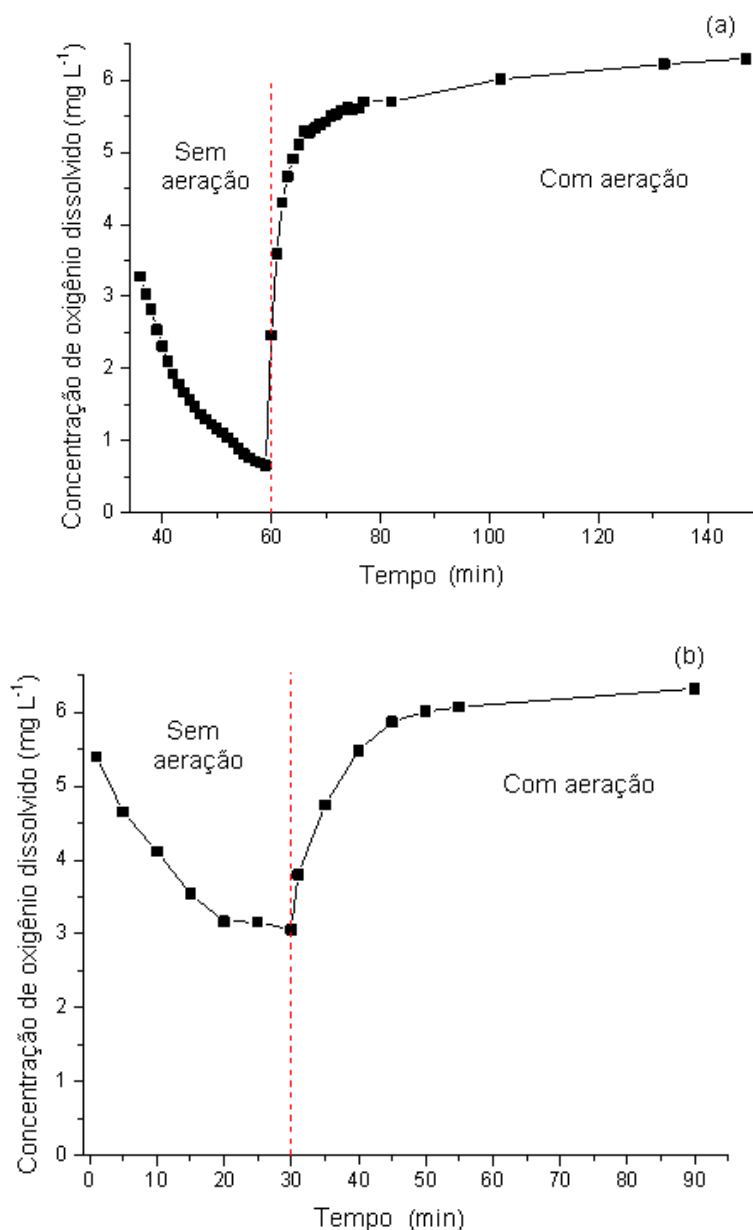 (a)
Concentração de oxigênio dissolvido (mg L⁻¹)
6
5
4
3
2
1
0
Sem
aeração
Com aeração
40
60
80
100
120
140
Tempo (min)
(b)
Concentração de oxigênio dissolvido (mg L⁻¹)
6
5
4
3
2
1
0
Sem
aeração
Com aeração
0
10
20
30
40
50
60
70
80
90
Tempo (min)